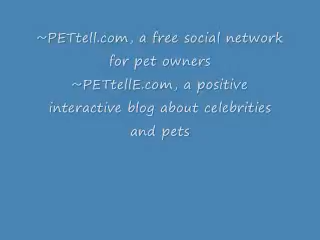 ~PETtell.com, a free social network
for pet owners
~PETtellE.com, a positive
interactive blog about celebrities
and pets